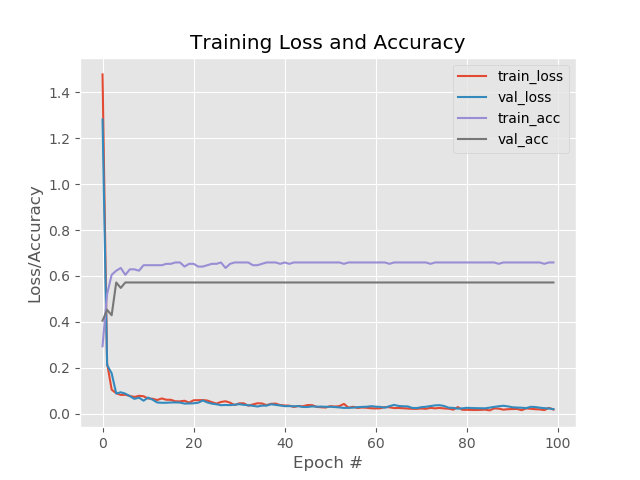 Training Loss and Accuracy
train_loss
val_loss
train_acc
val_acc
1.4
1.2
1.0
0.8
0.6
0.4
0.2
0.0
Loss/Accuracy
0 20 40 60 80 100
Epoch #